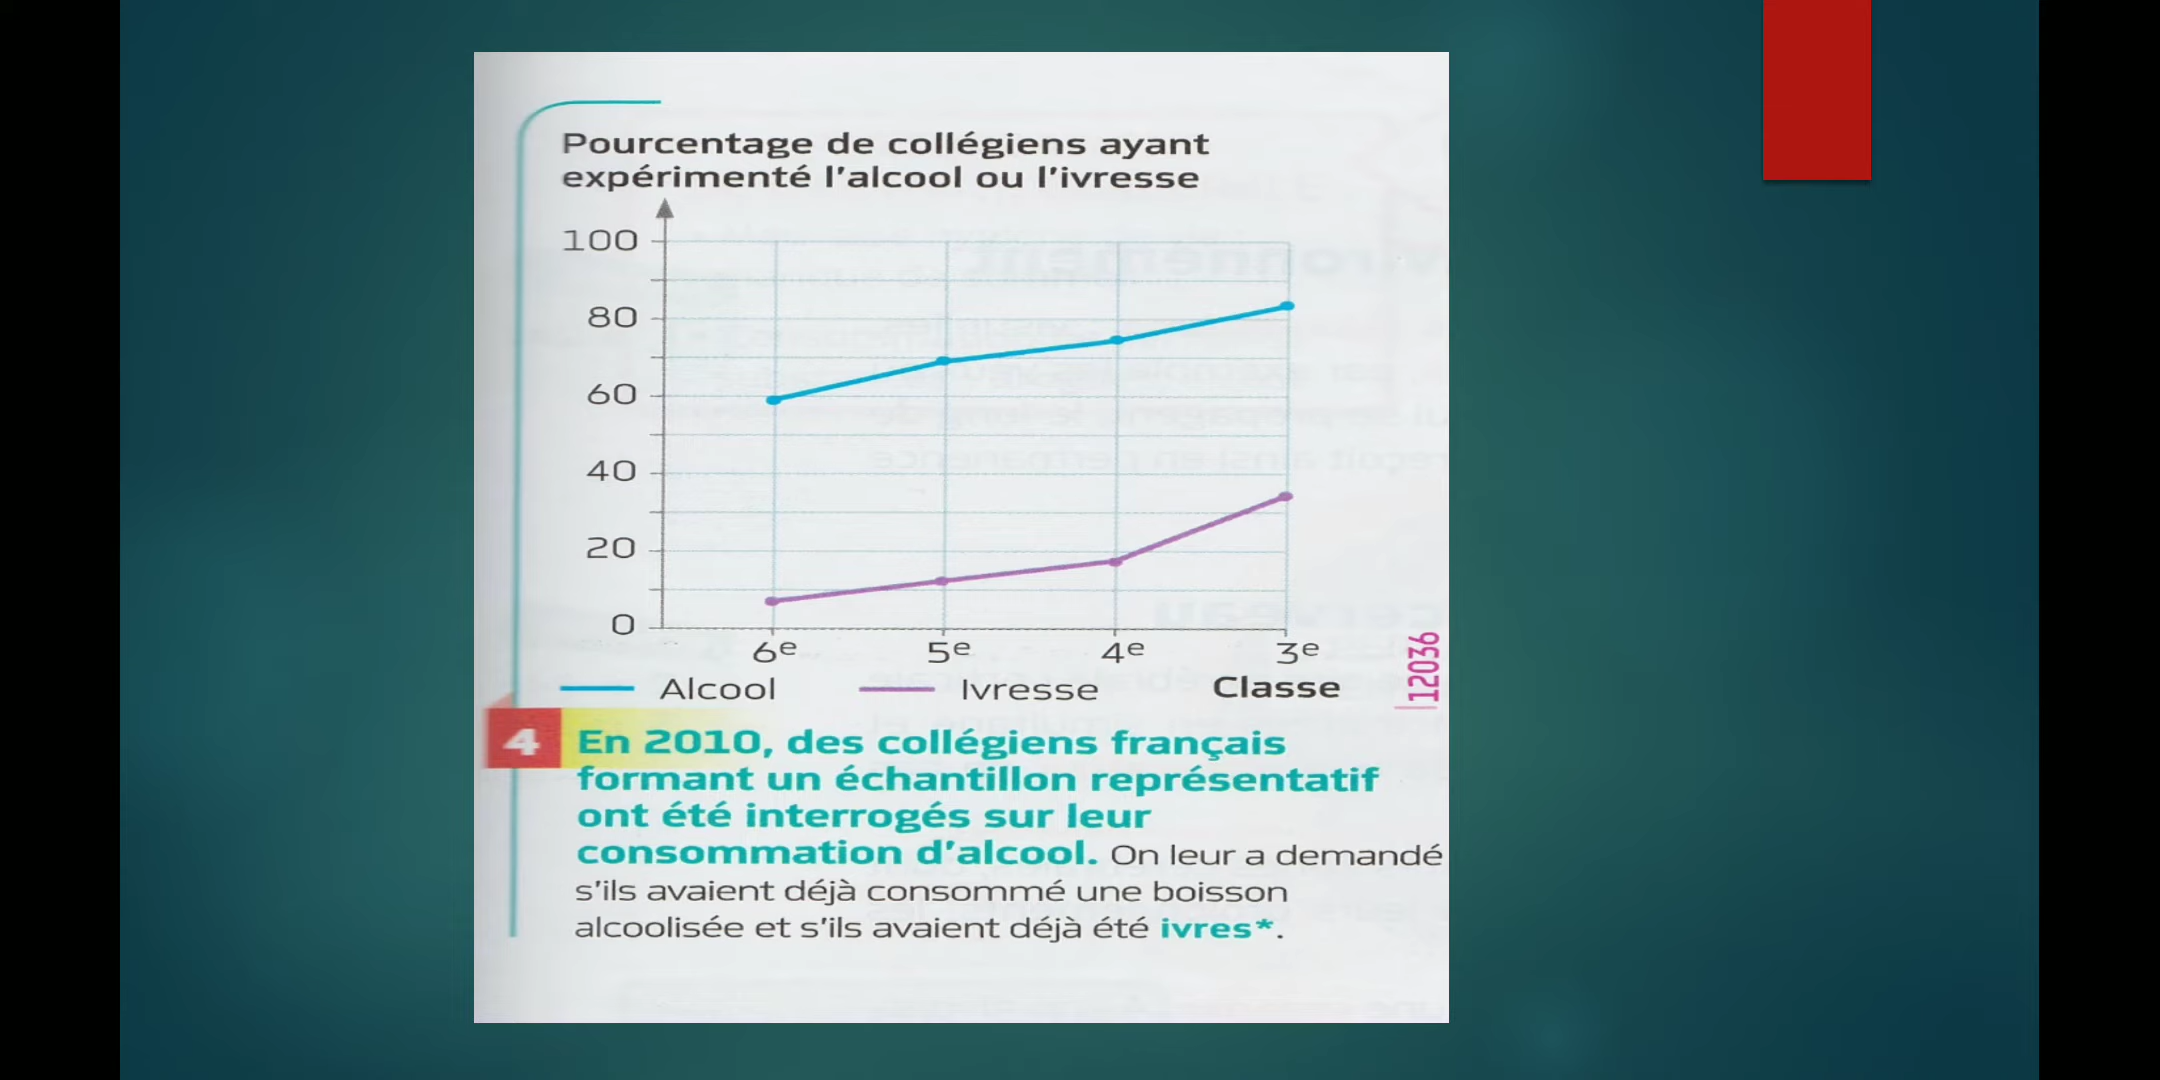 Pourcentage de collégiens ayant
expérimenté l'alcool ou l'ivresse
100
80
60
40
20
0
6e 5e 4e 3e
Alcool Ivresse Classe
12036
4 En 2010, des collégiens français
formant un échantillon représentatif
ont été interrogés sur leur
consommation d'alcool. On leur a demandé
s'ils avaient déjà consommé une boisson
alcoolisée et s'ils avaient déjà été ivres*.